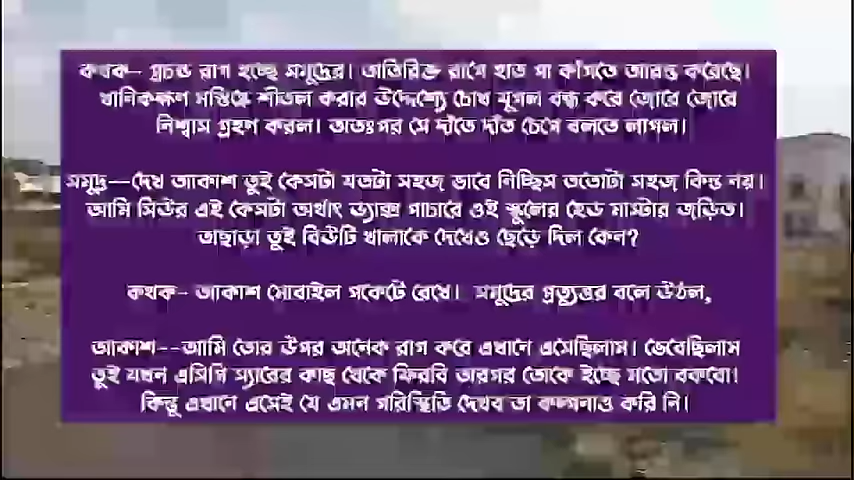 কথক- প্রচন্ড রাগ হচ্ছে সমুদ্রের। অতিরিক্ত রাগে হাত পা কাঁপতে আরম্ভ করেছে।
খানিকক্ষণ মস্তিষ্কে শীতল করার উদ্দেশ্যে চোখ যুগল বন্ধ করে জোরে জোরে
নিশ্বাস গ্রহণ করল। অতঃপর সে দাঁতে দাঁত চেপে বলতে লাগল।
সমুদ্র—দেখ আকাশ তুই কেসটা যতটা সহজ ভাবে নিচ্ছিস ততোটা সহজ কিন্তু নয়।
আমি সিউর এই কেসটা অর্থাৎ ড্রাগ্স পাচারে ওই স্কুলের হেড মাস্টার জড়িত।
তাছাড়া তুই বিউটি খালাকে দেখেও ছেড়ে দিল কেন?
কথক- আকাশ মোবাইল পকেটে রেখে। সমুদ্রের প্রত্যুত্তর বলে উঠল,
আকাশ--আমি তোর উপর অনেক রাগ করে এখানে এসেছিলাম। ভেবেছিলাম
তুই যখন এসিপি স্যারের কাছ থেকে ফিরবি তারপর তোকে ইচ্ছে মতো বকবো।
কিন্তু এখানে এসেই যে এমন পরিস্থিতি দেখব তা কল্পনাও করি নি।